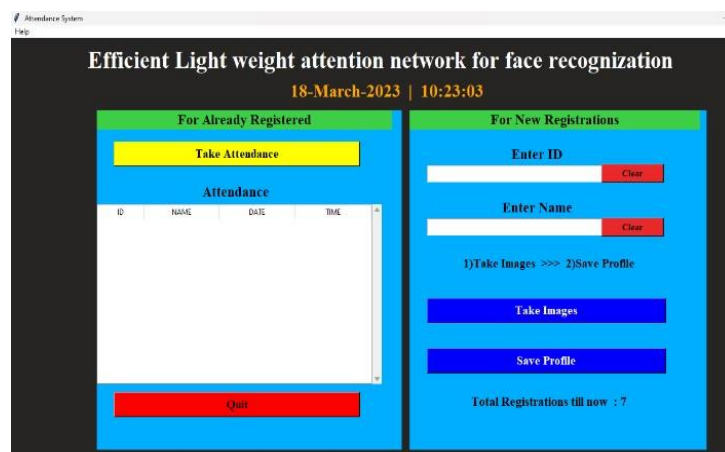 Attendance System
Help
Efficient Light weight attention network for face recognization
18-March-2023 | 10:23:03
For Already Registered
Take Attendance
Attendance
ID NAME DATE TIME
Quit
For New Registrations
Enter ID
Clear
Enter Name
Clear
1)Take Images >>> 2)Save Profile
Take Images
Save Profile
Total Registrations till now : 7